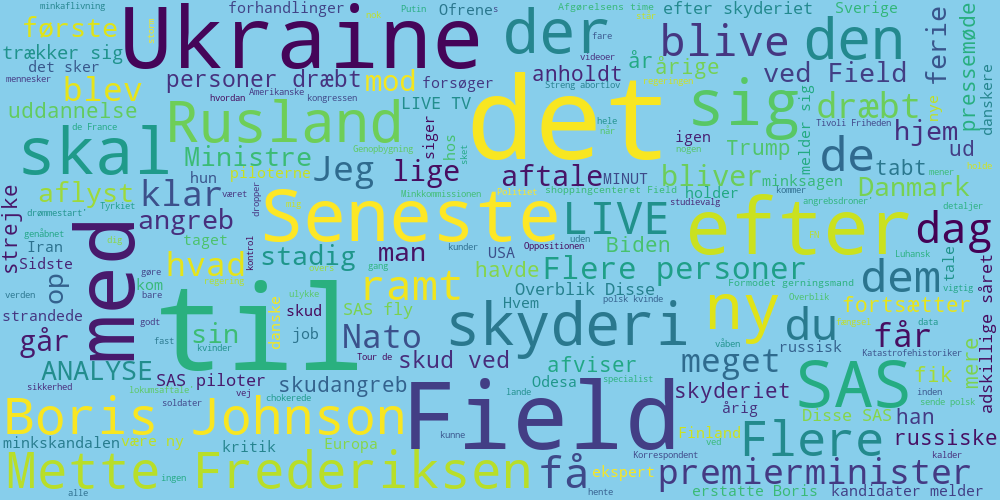 minkaflivning
forhandlinger
Putin
Ofrenes
Afgørelsens time
efter skyderiet
Sverige
første
Ukraine
der
fare
blive
den
ferie
pressemøde
trækker sig
det sker
mennesker
blev
personer dræbt
mod
forsøger
anholdt
videoer
år
årige
ved Field
danskere
hvordan
Amerikanske
kongressen
Streng abortlov
uddannelse
Rusland
LIVE TV
det
sig
melder sig
dræbt
nye
Tivoli Friheden
hjem
ud
de France
Genopbygning
siger
hos
hele
når
igen
nogen
Trump
skal
Ministre
Jeg
lige
sket
aftale
MINUT
bliver
minksagen
de
tabt
mener
hun
piloterne
aflyst
klar
været
dropper
Minkkommissionen
Politiet
shoppingcenteret Field
holder
kommer
Danmark
strejke
drømmestart
Tyrkiet
angreb
Seneste
LIVE
studievalg
angrebsdroner
detaljer
genåbnet
med
Iran
taget
kontrol
stadig
man
kunder
USA
Oppositionen
uden
Biden
efter
dag
Luhansk
Sidste
op
hvad
havde
Flere personer
dem
tale
vigtig
adskillige såret
verden
gøre
bare
kom
til
ulykke
gang
ramt
Overblik Disse
polsk kvinde
Formodet gerningsmand
Overblik
ny
fortsætter
strandede
godt
sin
danske
skud
SAS fly
Hvem
skyderi
våben
du
data
går
fast
kvinder
job
Nato
Tour de
russisk
får
Katastrofehistoriker
mere
ANALYSE
skud ved
afviser
meget
sikkerhed
SAS piloter
vej
skudangreb
Odesa
specialist
skyderiet
SAS
fik
inden
lokumsaftale
chokerede
lande
årig
sende polsk
soldater
Boris Johnson
Field
Disse SAS
han
minkskandalen
være ny
kritik
Europa
kunne
Finland
ved
Flere
russiske
Korrespondent
kalder
Mette Frederiksen
få
ekspert
premierminister
ingen
alle
hente
erstatte Boris
kandidater melder